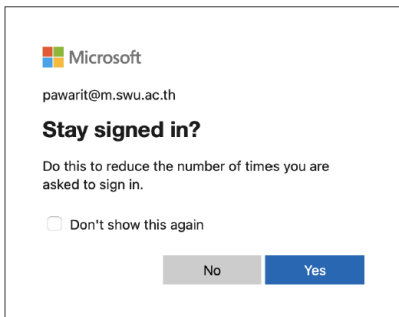 Microsoft
pawarit@m.swu.ac.th
Stay signed in?
Do this to reduce the number of times you are
asked to sign in.
Don't show this again
No Yes